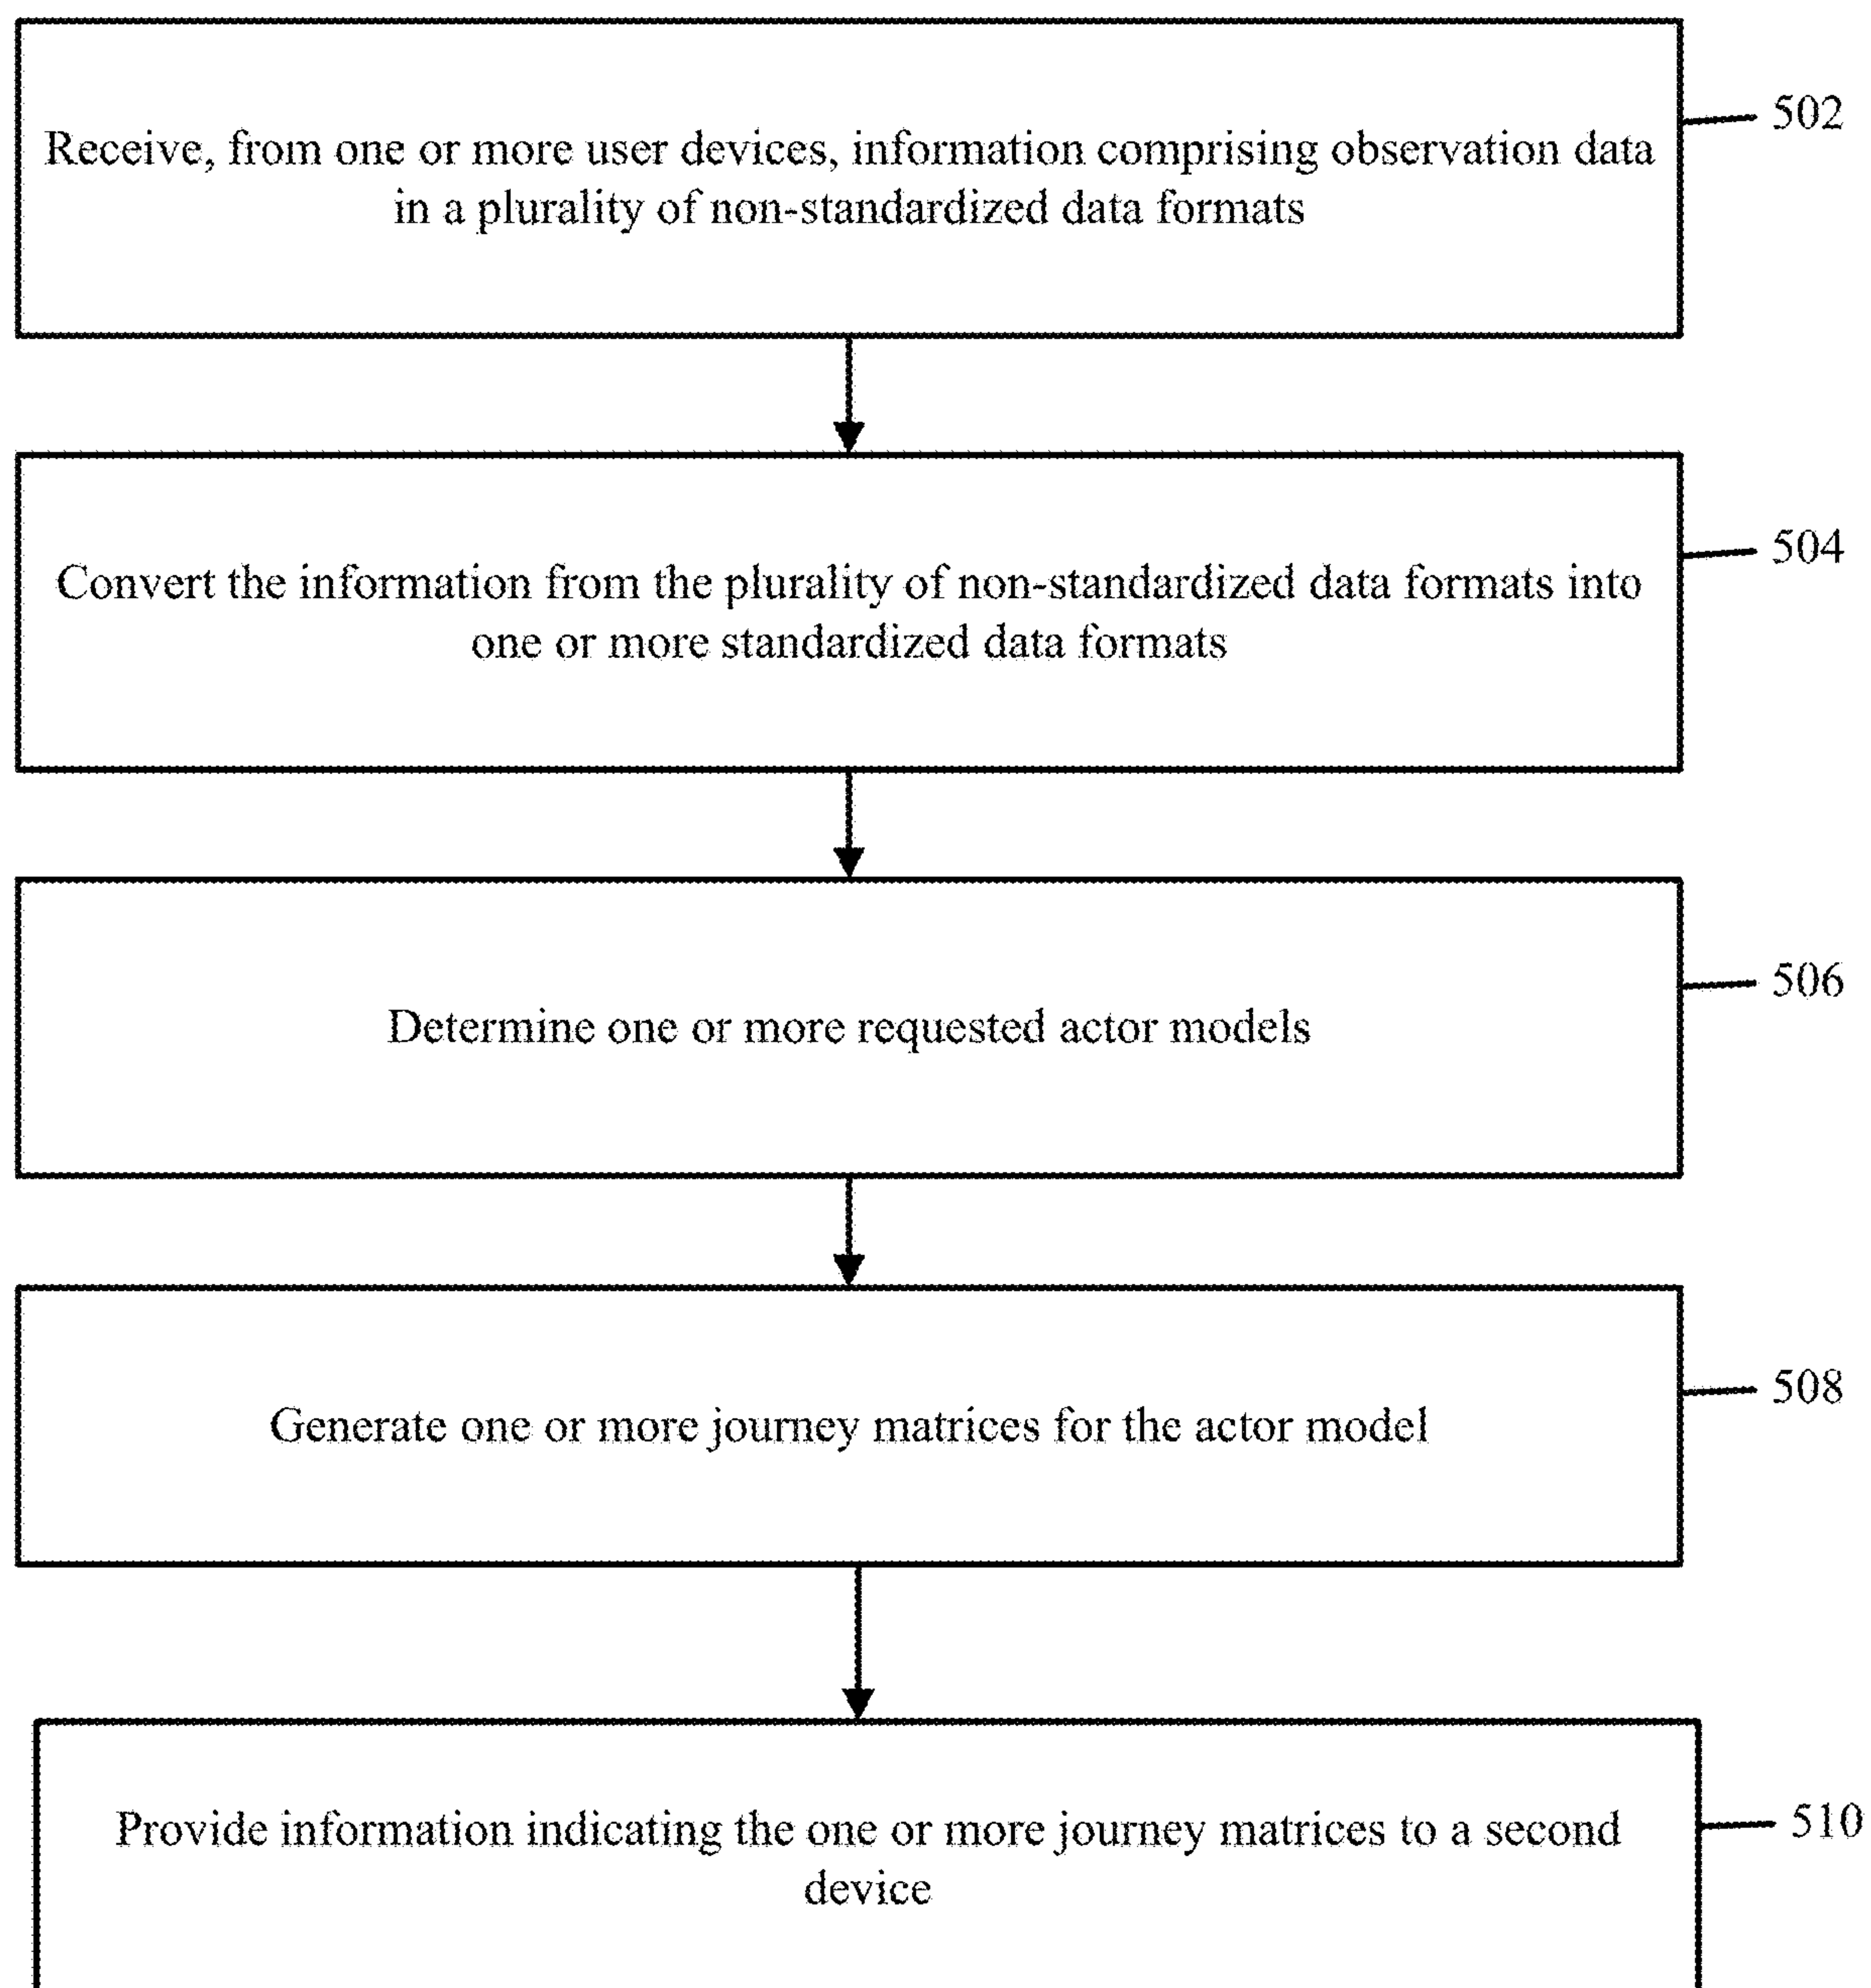 502
Receive, from one or more user devices, information comprising observation data
in a plurality of non-standardized data formats
504
Convert the information from the plurality of non-standardized data formats into
one or more standardized data formats
506
Determine one or more requested actor models
508
Generate one or more journey matrices for the actor model
510
Provide information indicating the one or more journey matrices to a second
device